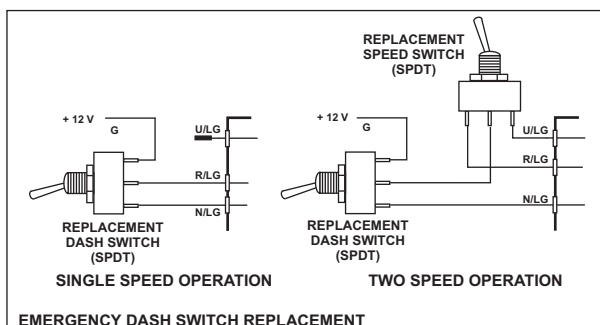 REPLACEMENT
SPEED SWITCH
(SPDT)
+ 12 V
G
U/LG
R/LG
N/LG
REPLACEMENT
DASH SWITCH
(SPDT)
SINGLE SPEED OPERATION
+ 12 V
G
U/LG
R/LG
N/LG
REPLACEMENT
DASH SWITCH
(SPDT)
TWO SPEED OPERATION
EMERGENCY DASH SWITCH REPLACEMENT